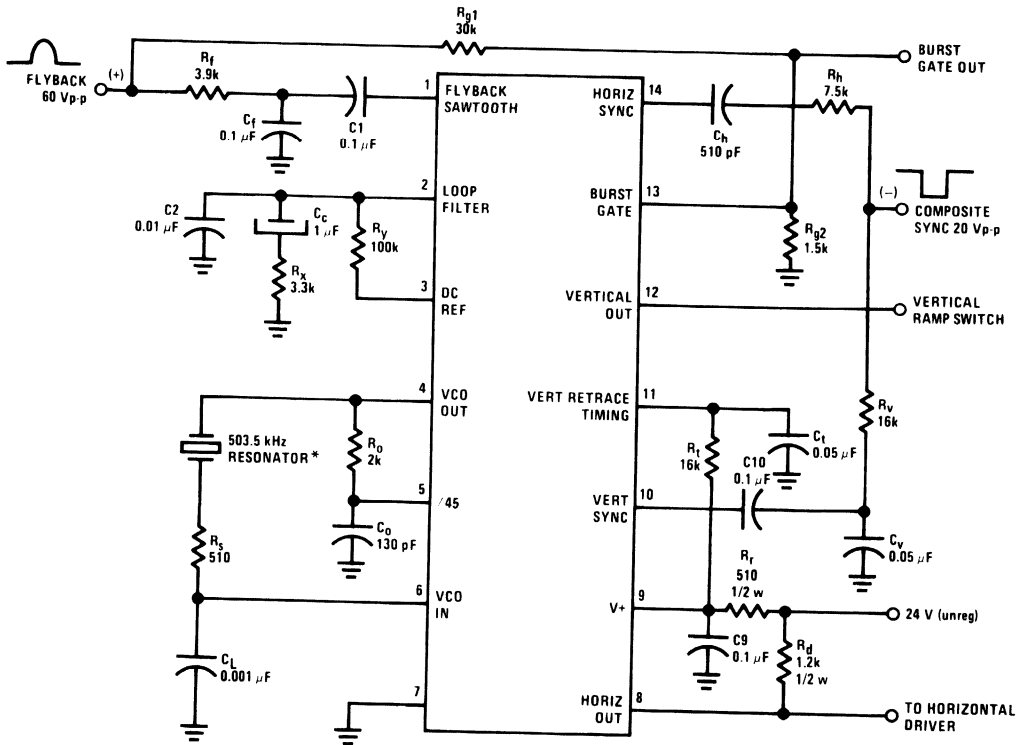 Rg1
30k
BURST
GATE OUT
FLYBACK
60 Vp-p
(+)
Rf
3.9k
Cf
0.1 μF
C1
0.1 μF
1
FLYBACK
SAWTOOTH
HORIZ
SYNC
14
Ch
510 pF
Rh
7.5k
2
LOOP
FILTER
C2
0.01 μF
Cc
1 μF
Ry
100k
Rx
3.3k
3
DC
REF
BURST
GATE
13
Rg2
1.5k
(−)
COMPOSITE
SYNC 20 Vp-p
VERTICAL
OUT
12
VERTICAL
RAMP SWITCH
4
VCO
OUT
503.5 kHz
RESONATOR*
Ro
2k
5
/45
Co
130 pF
Rs
510
6
VCO
IN
CL
0.001 μF
7
VERT RETRACE
TIMING
11
Rt
16k
Ct
0.05 μF
Rv
16k
C10
0.1 μF
VERT
SYNC
10
Cv
0.05 μF
Rr
510
1/2 w
V+
9
24 V (unreg)
C9
0.1 μF
Rd
1.2k
1/2 w
HORIZ
OUT
8
TO HORIZONTAL
DRIVER